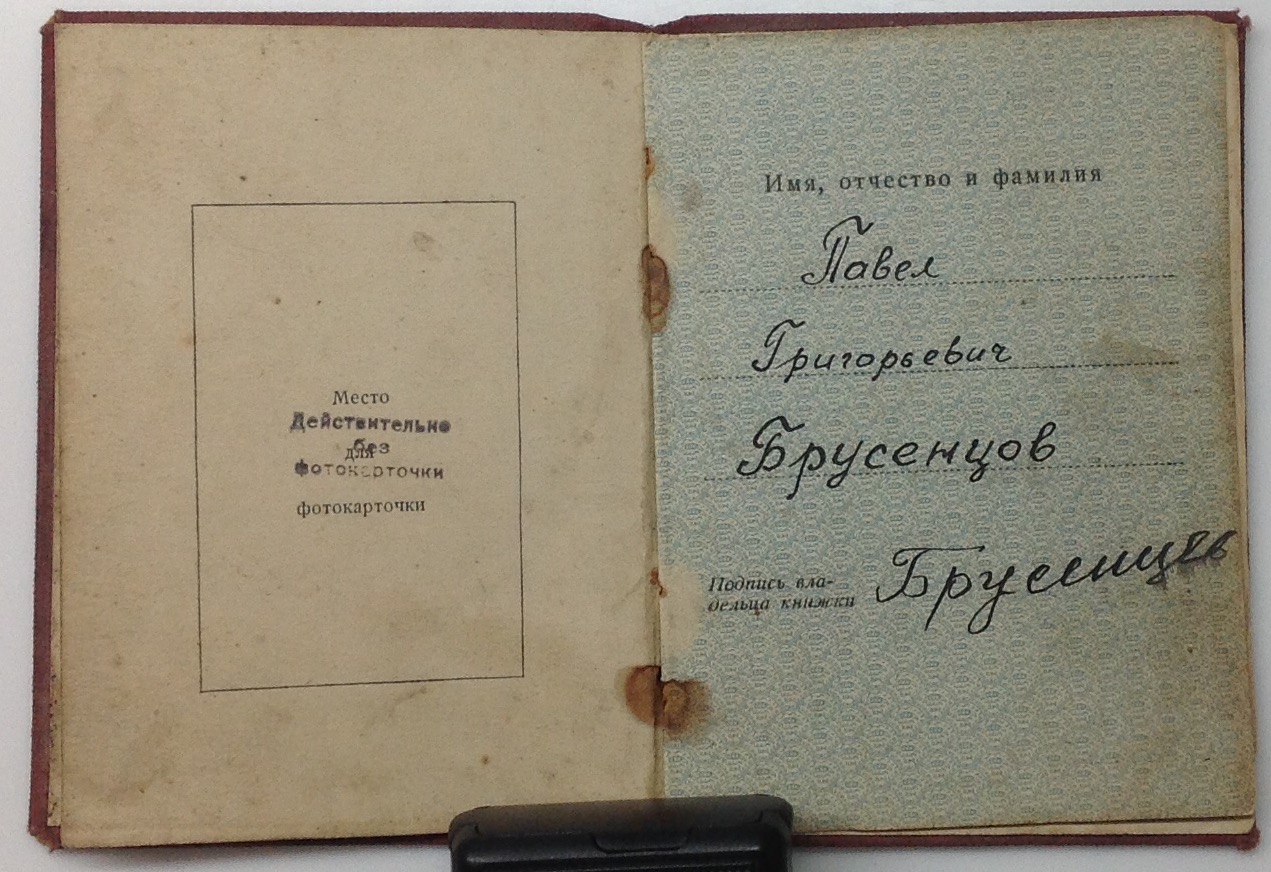 Место
Действительно
без
для
фотокарточки
фотокарточки
Имя, отчество и фамилия
Павел
Григорьевич
Брусенцов
Подпись вла-
дельца книжки
Брусенцов